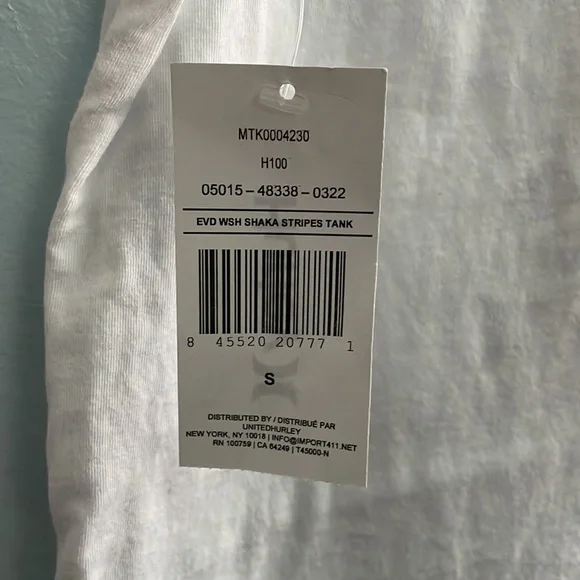 MTK0004230
H100
05015-48338-0322
EVD WSH SHAKA STRIPES TANK
8 45520 20777 1
S
DISTRIBUTED BY / DISTRIBUÉ PAR
UNITEDHURLEY
NEW YORK, NY 10018 | INFO@IMPORT411.NET
RN 100759 | CA 64249 | T45000-N